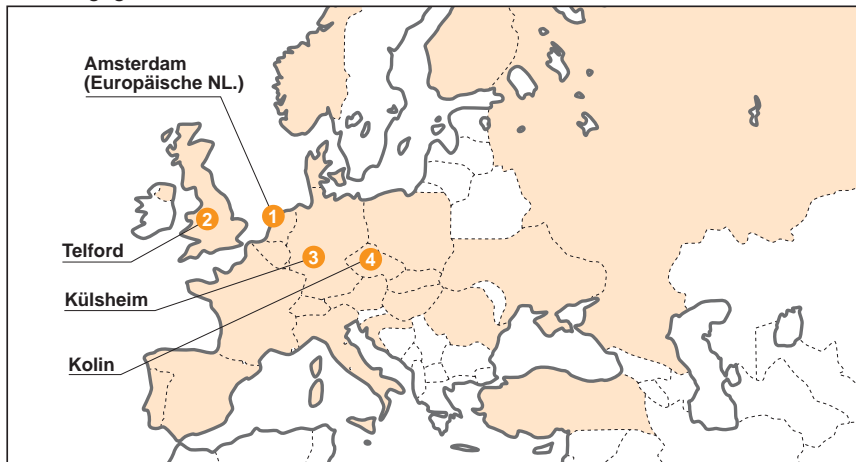 Amsterdam
(Europäische NL.)
1
2
Telford
3
4
Külsheim
Kolin